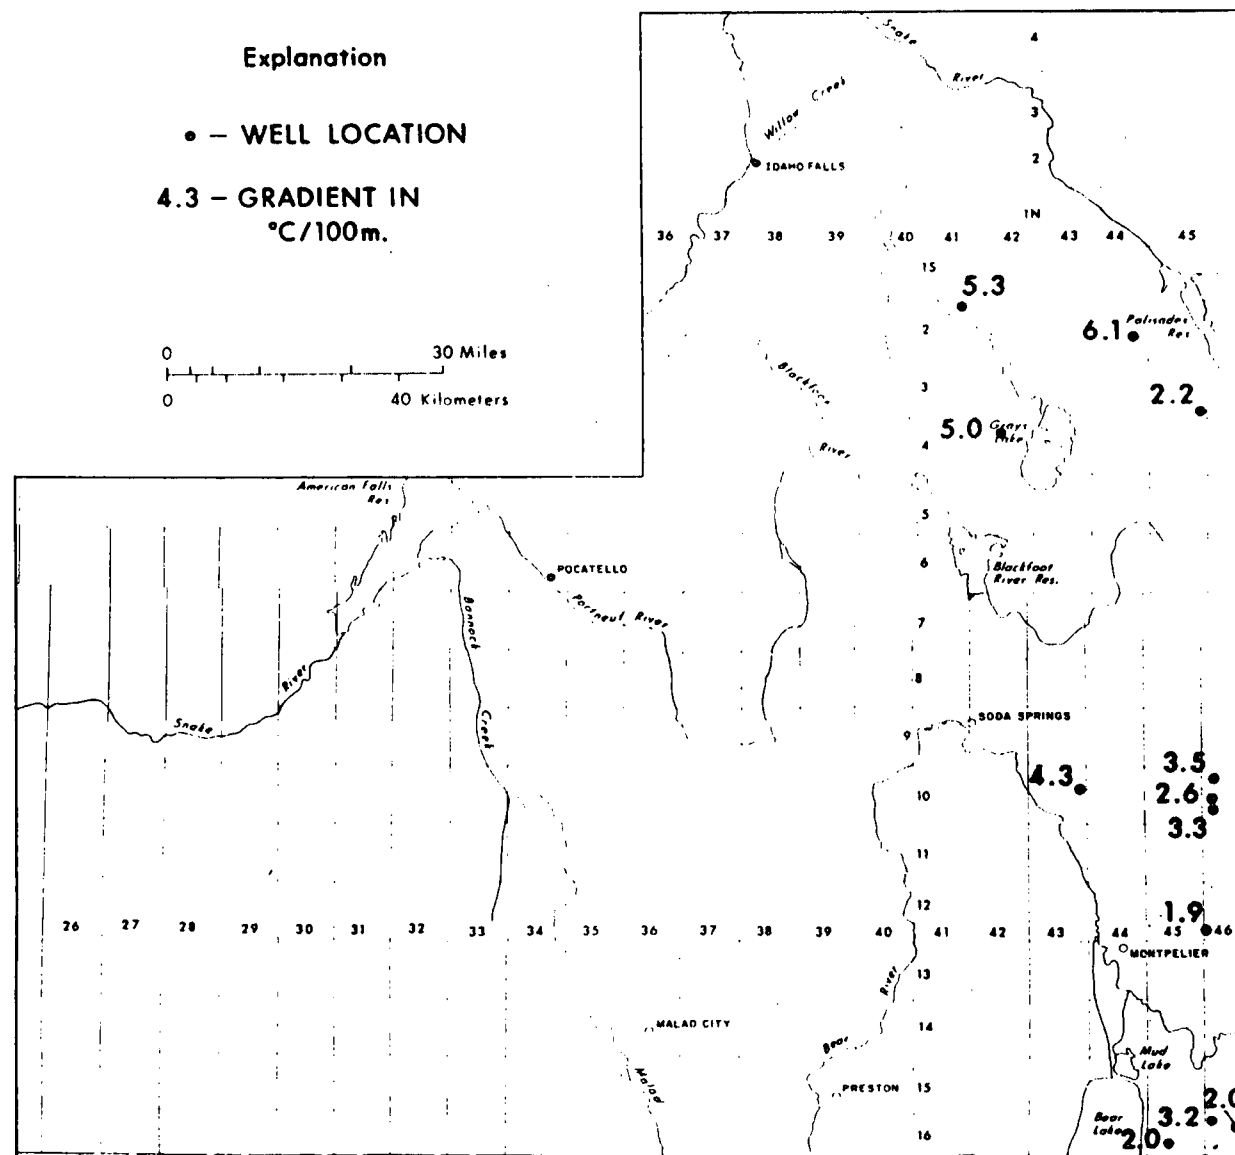 Explanation
• – WELL LOCATION
4.3 – GRADIENT IN
°C/100m.
0 30 Miles
0 40 Kilometers
Snake
River
4
3
2
1N
Willow Creek
IDAHO FALLS
36 37 38 39 40 41 42 43 44 45
15
5.3
2
6.1
Palisades
Res
Blackfoot
River
3
2.2
5.0
Grays
Lake
4
American Falls
Res
5
6
Blackfoot
River Res.
POCATELLO
Portneuf River
Bannock
Creek
7
8
River
Snake
SODA SPRINGS
9
3.5
4.3
2.6
10
3.3
11
12
1.9
26 27 28 29 30 31 32 33 34 35 36 37 38 39 40 41 42 43 44 45 46
MONTPELIER
River
13
14
MALAD CITY
Bear
Mud
Lake
Malad
PRESTON
15
2.0
Bear
Lake
3.2
2.0
16